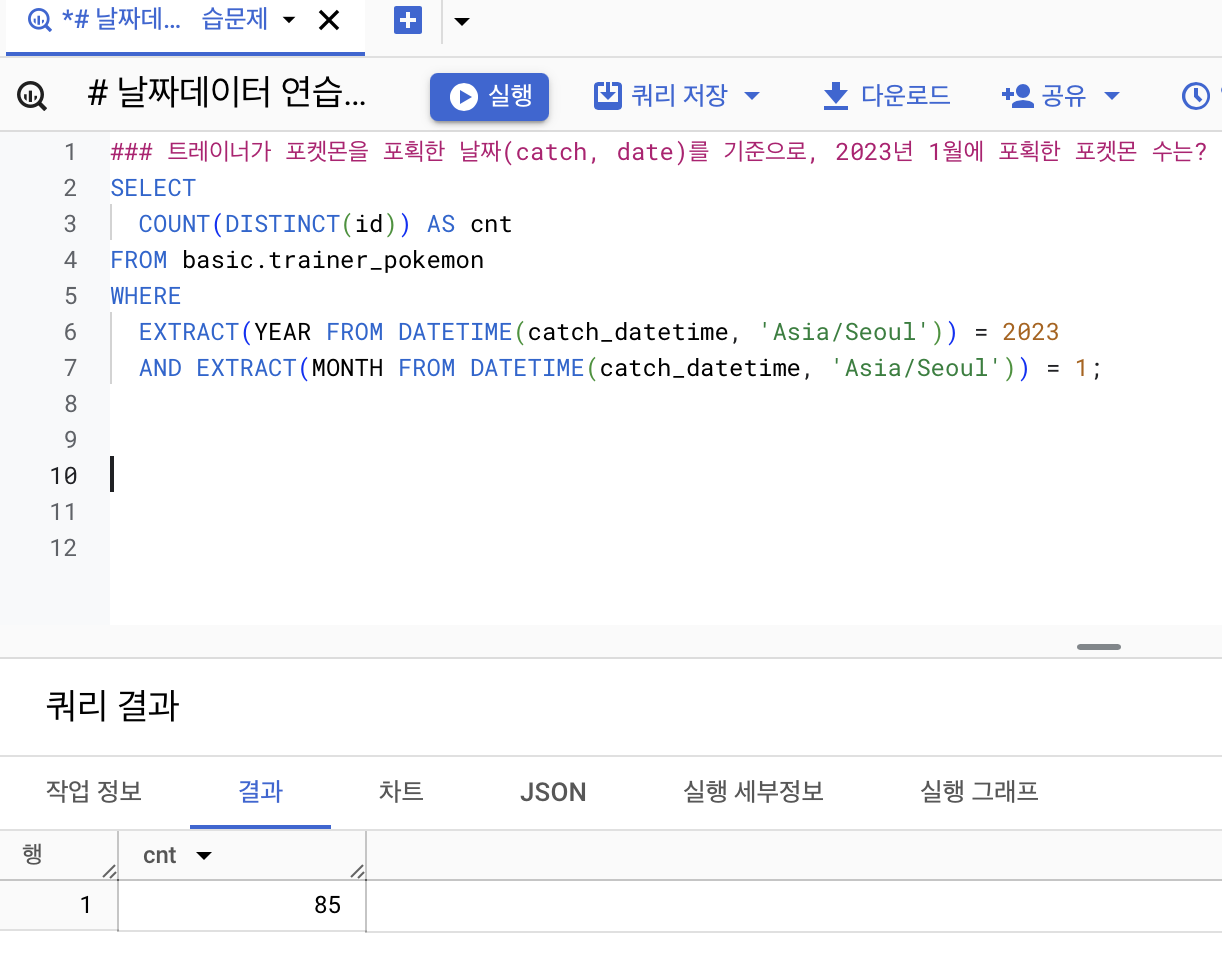 *# 날짜데... 습문제
# 날짜데이터 연습... 실행 쿼리 저장 다운로드 공유
1 ### 트레이너가 포켓몬을 포획한 날짜(catch, date)를 기준으로, 2023년 1월에 포획한 포켓몬 수는?
2 SELECT
3 COUNT(DISTINCT(id)) AS cnt
4 FROM basic.trainer_pokemon
5 WHERE
6 EXTRACT(YEAR FROM DATETIME(catch_datetime, 'Asia/Seoul')) = 2023
7 AND EXTRACT(MONTH FROM DATETIME(catch_datetime, 'Asia/Seoul')) = 1;
8
9
10
11
12
쿼리 결과
작업 정보 결과 차트 JSON 실행 세부정보 실행 그래프
행 cnt
1 85